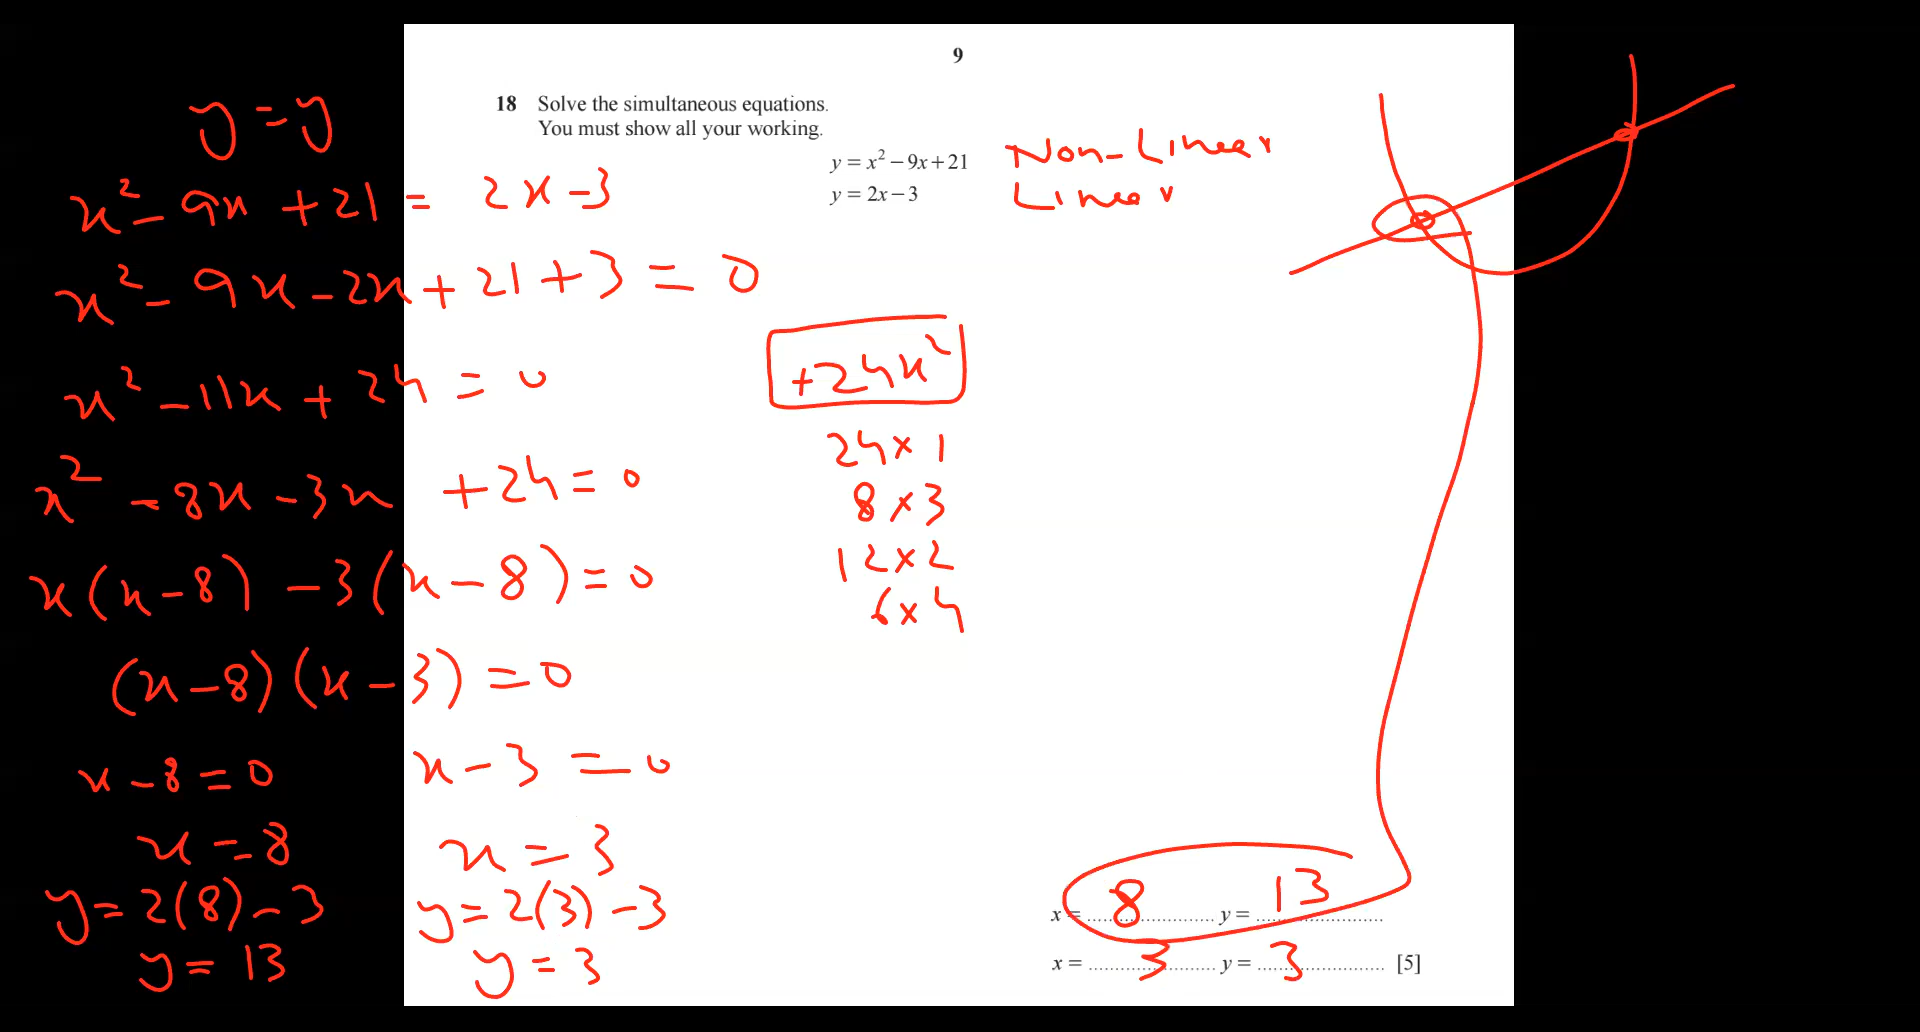 9
18 Solve the simultaneous equations.
You must show all your working.
y = x² − 9x + 21 Non-Linear
y = 2x − 3 Linear
y = y
x² − 9x + 21 = 2x − 3
x² − 9x − 2x + 21 + 3 = 0
x² − 11x + 24 = 0
x² − 8x − 3x + 24 = 0
x(x − 8) − 3(x − 8) = 0
(x − 8)(x − 3) = 0
x − 8 = 0 x − 3 = 0
x = 8 x = 3
y = 2(8) − 3 y = 2(3) − 3
y = 13 y = 3
+24x²
24 × 1
8 × 3
12 × 2
6 × 4
x = 8 y = 13
x = 3 y = 3 [5]